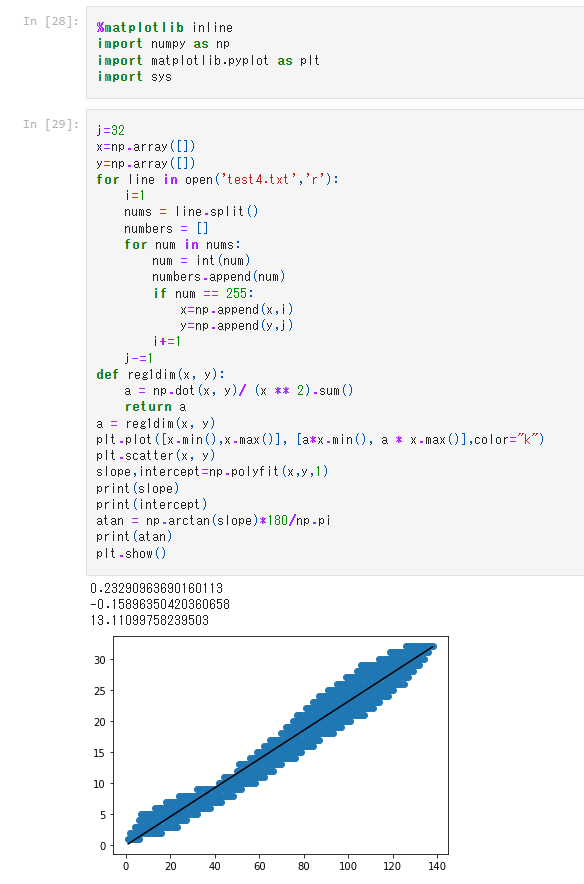 In [28]:
%matplotlib inline
import numpy as np
import matplotlib.pyplot as plt
import sys
In [29]:
j=32
x=np.array([])
y=np.array([])
for line in open('test4.txt','r'):
    i=1
    nums = line.split()
    numbers = []
    for num in nums:
        num = int(num)
        numbers.append(num)
        if num == 255:
            x=np.append(x,i)
            y=np.append(y,j)
        i+=1
    j-=1
def reg1dim(x, y):
    a = np.dot(x, y)/ (x ** 2).sum()
    return a
a = reg1dim(x, y)
plt.plot([x.min(),x.max()], [a*x.min(), a * x.max()],color="k")
plt.scatter(x, y)
slope,intercept=np.polyfit(x,y,1)
print(slope)
print(intercept)
atan = np.arctan(slope)*180/np.pi
print(atan)
plt.show()
0.23290963690160113
-0.15896350420360658
13.11099758239503
30
25
20
15
10
5
0
0 20 40 60 80 100 120 140